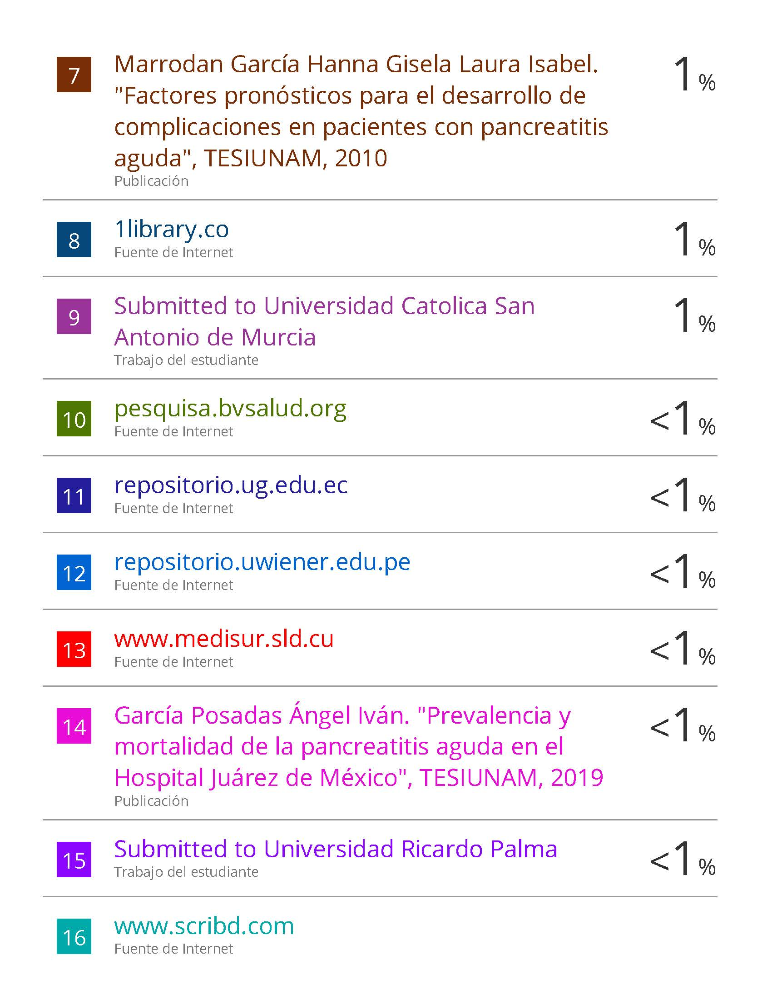 7
Marrodan García Hanna Gisela Laura Isabel.
"Factores pronósticos para el desarrollo de
complicaciones en pacientes con pancreatitis
aguda", TESIUNAM, 2010
Publicación
1%
8
1library.co
Fuente de Internet
1%
9
Submitted to Universidad Catolica San
Antonio de Murcia
Trabajo del estudiante
1%
10
pesquisa.bvsalud.org
Fuente de Internet
<1%
11
repositorio.ug.edu.ec
Fuente de Internet
<1%
12
repositorio.uwiener.edu.pe
Fuente de Internet
<1%
13
www.medisur.sld.cu
Fuente de Internet
<1%
14
García Posadas Ángel Iván. "Prevalencia y
mortalidad de la pancreatitis aguda en el
Hospital Juárez de México", TESIUNAM, 2019
Publicación
<1%
15
Submitted to Universidad Ricardo Palma
Trabajo del estudiante
<1%
16
www.scribd.com
Fuente de Internet